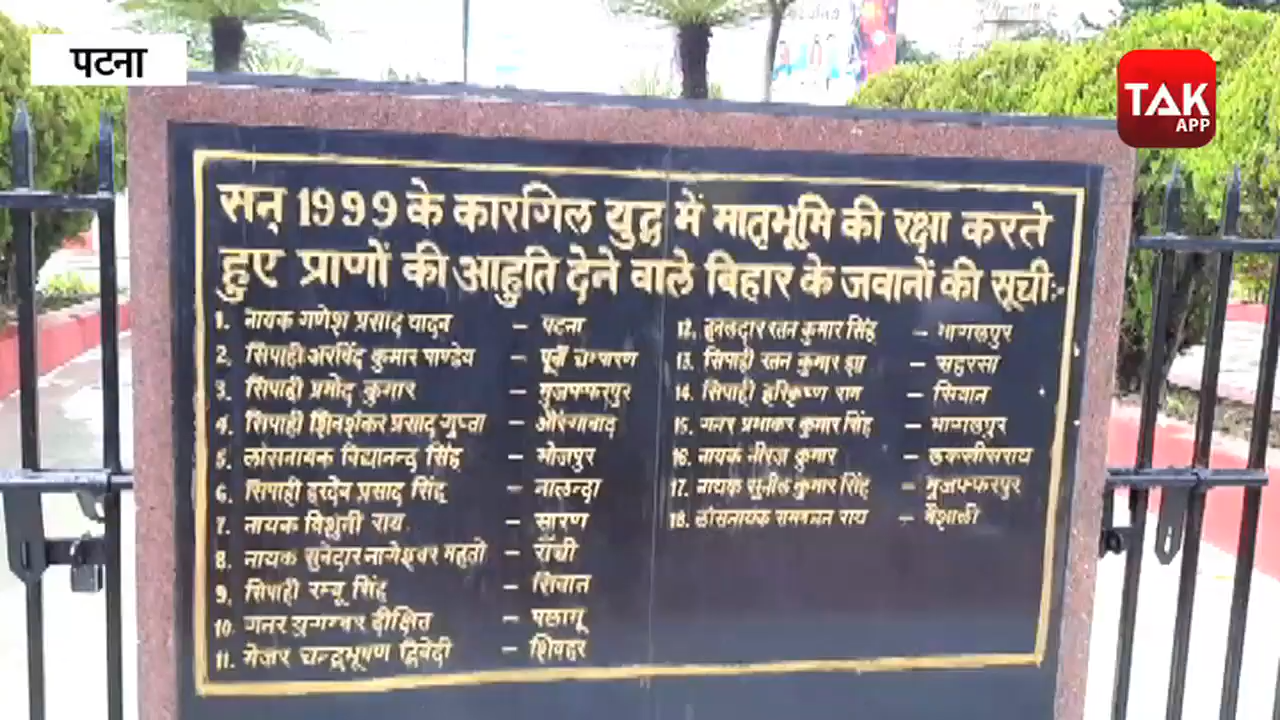 पटना
TAK
APP
सन् 1999 के कारगिल युद्ध में मातृभूमि की रक्षा करते
हुए प्राणों की आहुति देने वाले बिहार के जवानों की सूची:-
1. नायक गणेश प्रसाद यादव – पटना
2. सिपाही अरविंद कुमार पाण्डेय – पूर्वी चम्पारण
3. सिपाही प्रमोद कुमार – मुजफ्फरपुर
4. सिपाही शिवशंकर प्रसाद गुप्ता – औरंगाबाद
5. लांसनायक विद्यानन्द सिंह – भोजपुर
6. सिपाही हरदेव प्रसाद सिंह – नालन्दा
7. नायक विशुनी राय – सारण
8. नायक सुबेदार नागेश्वर महतो – राँची
9. सिपाही रम्बू सिंह – सिवान
10. गनर युगम्बर दीक्षित – पलामू
11. मेजर चन्द्रभूषण द्विवेदी – शिवहर
12. हवलदार रतन कुमार सिंह – भागलपुर
13. सिपाही रतन कुमार झा – सहरसा
14. सिपाही हरिकृष्ण राम – सिवान
15. गनर प्रभाकर कुमार सिंह – भागलपुर
16. नायक नीरज कुमार – लकखीसराय
17. नायक सुनील कुमार सिंह – मुजफ्फरपुर
18. लांसनायक रामवचन राय – वैशाली